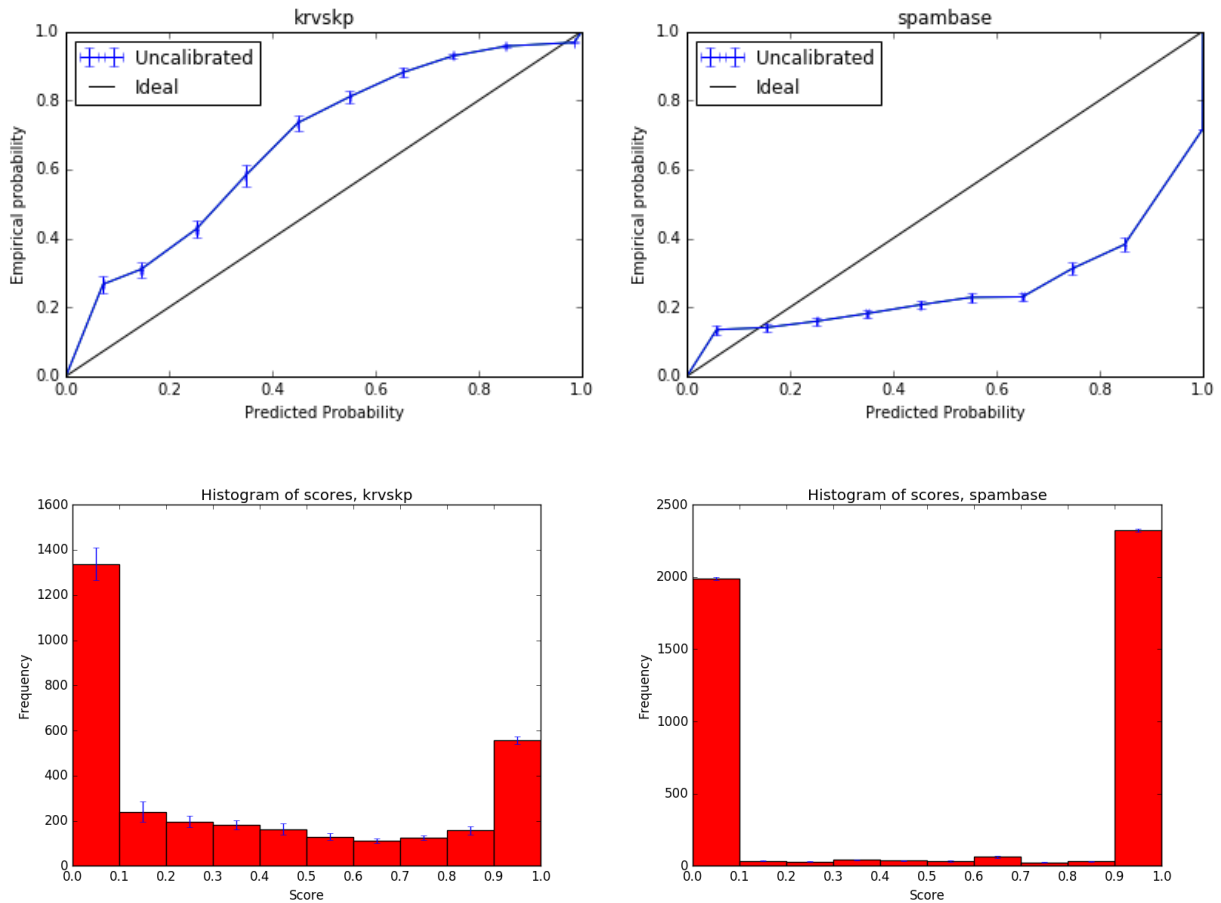 krvskp
Uncalibrated
Ideal
1.0
0.8
0.6
0.4
0.2
0.0
Empirical probability
0.0 0.2 0.4 0.6 0.8 1.0
Predicted Probability
spambase
Uncalibrated
Ideal
1.0
0.8
0.6
0.4
0.2
0.0
Empirical probability
0.0 0.2 0.4 0.6 0.8 1.0
Predicted Probability
Histogram of scores, krvskp
1600
1400
1200
1000
800
600
400
200
0
Frequency
0.0 0.1 0.2 0.3 0.4 0.5 0.6 0.7 0.8 0.9 1.0
Score
Histogram of scores, spambase
2500
2000
1500
1000
500
0
Frequency
0.0 0.1 0.2 0.3 0.4 0.5 0.6 0.7 0.8 0.9 1.0
Score